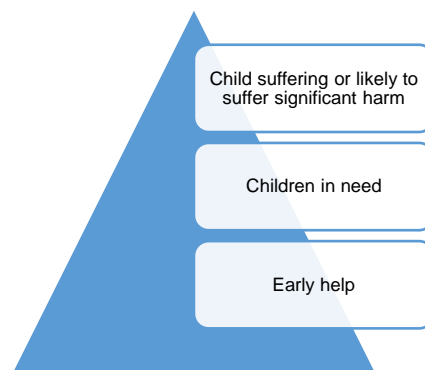 Child suffering or likely to
suffer significant harm
Children in need
Early help